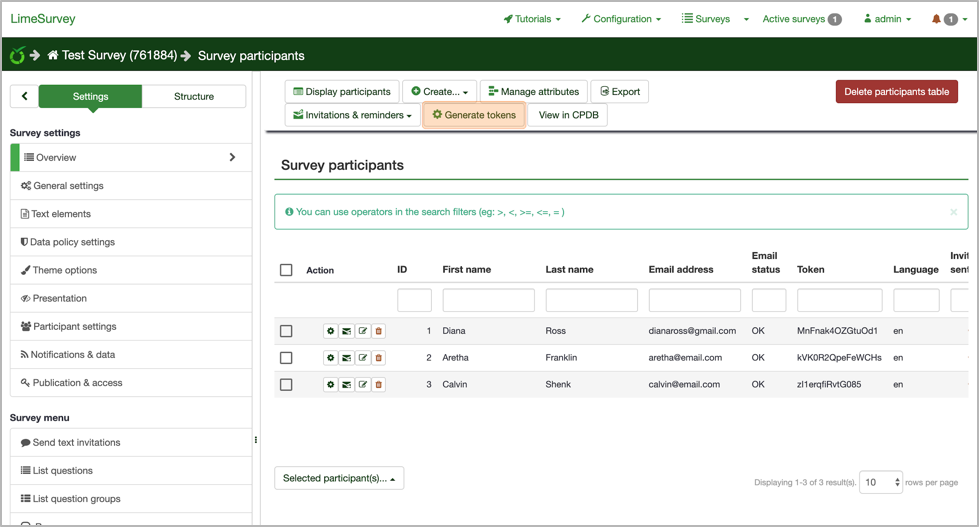 LimeSurvey
Tutorials
Configuration
Surveys
Active surveys 1
admin
1
Test Survey (761884)
Survey participants
Settings
Structure
Display participants
Create...
Manage attributes
Export
Delete participants table
Invitations & reminders
Generate tokens
View in CPDB
Survey settings
Overview
General settings
Text elements
Data policy settings
Theme options
Presentation
Participant settings
Notifications & data
Publication & access
Survey menu
Send text invitations
List questions
List question groups
Survey participants
You can use operators in the search filters (eg: >, <, >=, <=, = )
×
Action ID First name Last name Email address Email status Token Language
1 Diana Ross dianaross@gmail.com OK MnFnak4OZGtuOd1 en
2 Aretha Franklin aretha@email.com OK kVK0R2QpeFeWCHs en
3 Calvin Shenk calvin@email.com OK zI1erqfiRvtG085 en
Selected participant(s)...
Displaying 1-3 of 3 result(s).
10
rows per page